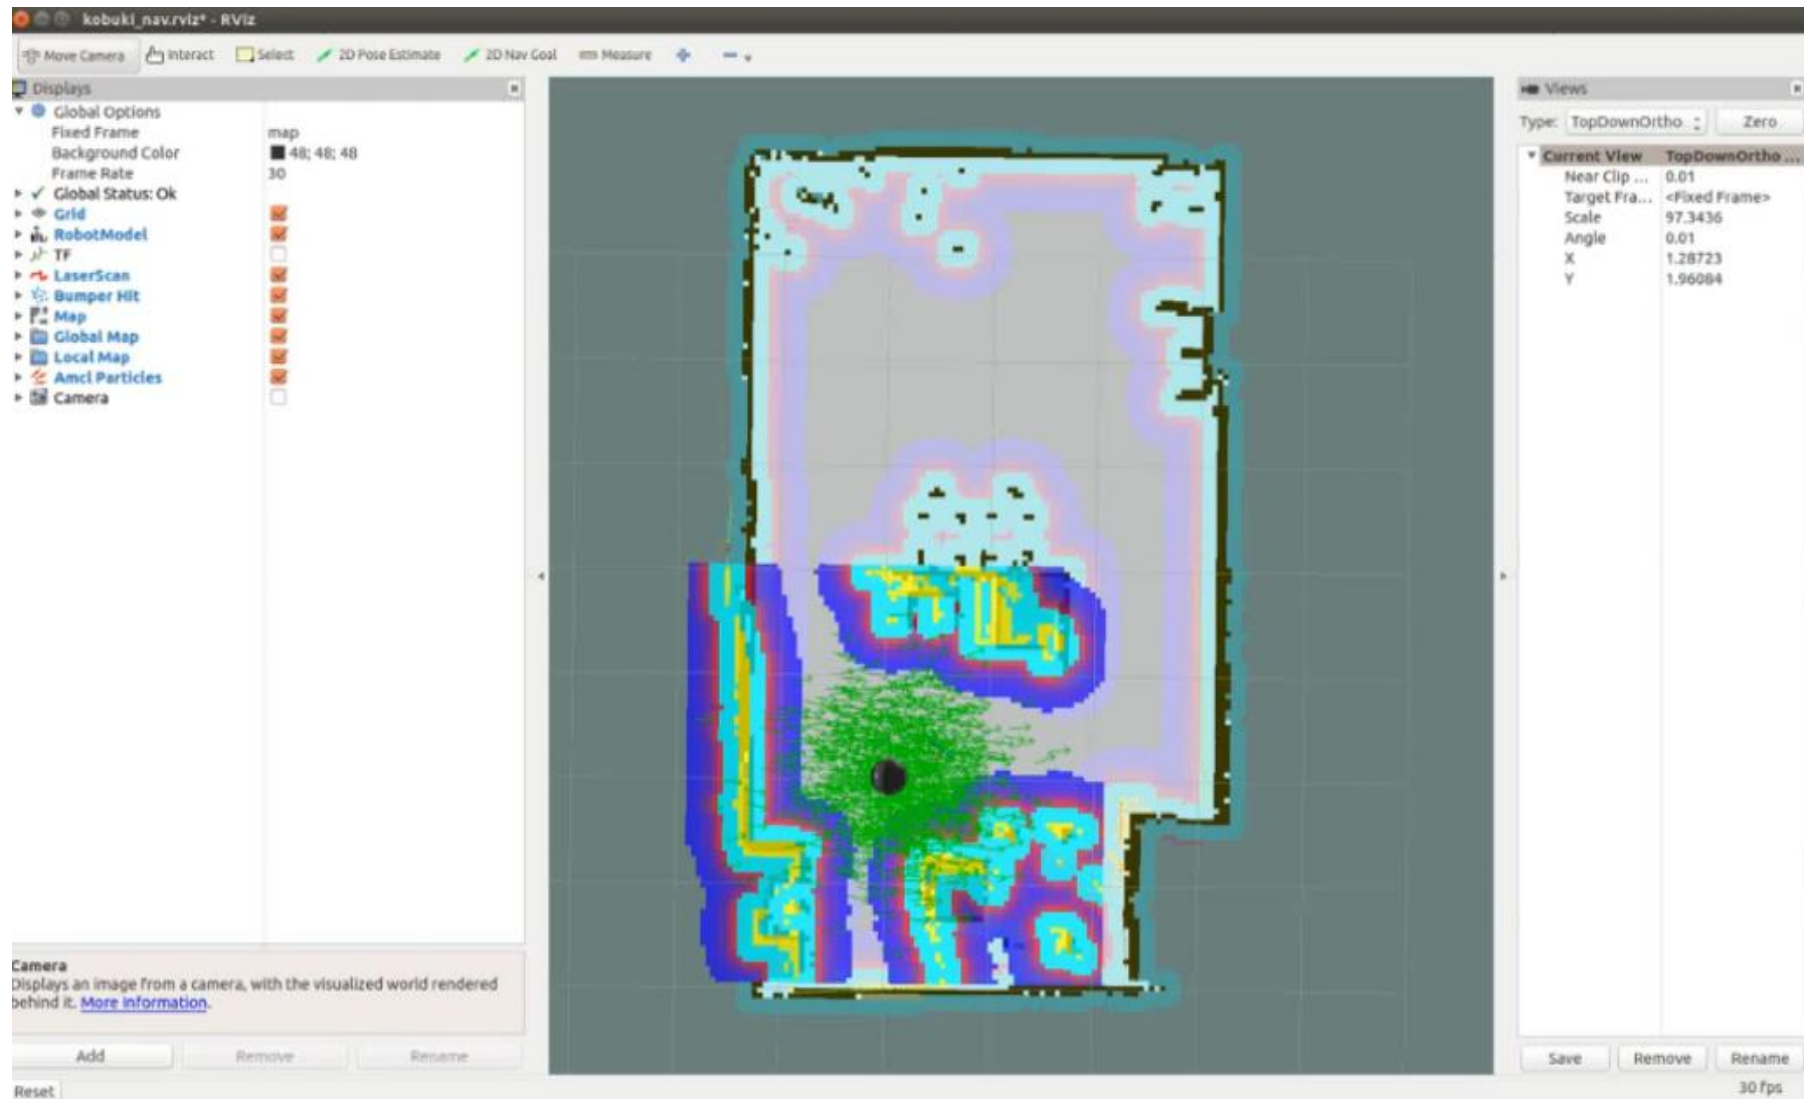 kobuki_nav.rviz* - RViz
Move Camera Interact Select 2D Pose Estimate 2D Nav Goal Measure
Displays
Global Options
Fixed Frame map
Background Color 48; 48; 48
Frame Rate 30
Global Status: Ok
Grid
RobotModel
TF
LaserScan
Bumper Hit
Map
Global Map
Local Map
Amcl Particles
Camera
Camera
Displays an image from a camera, with the visualized world rendered
behind it. More Information.
Add Remove Rename
Reset
Views
Type: TopDownOrtho Zero
Current View TopDownOrtho ...
Near Clip ... 0.01
Target Fra... <Fixed Frame>
Scale 97.3436
Angle 0.01
X 1.28723
Y 1.96084
Save Remove Rename
30 fps